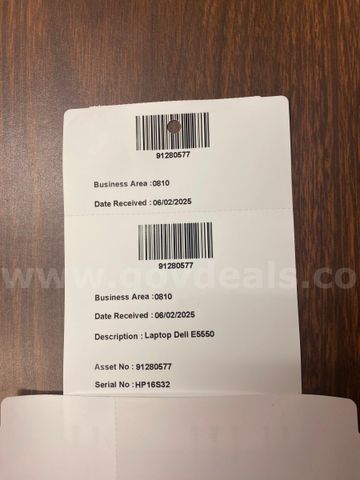 91280577
Business Area :0810
Date Received : 06/02/2025
91280577
www.govdeals.co
Business Area :0810
Date Received : 06/02/2025
Description : Laptop Dell E5550
Asset No : 91280577
Serial No : HP16S32